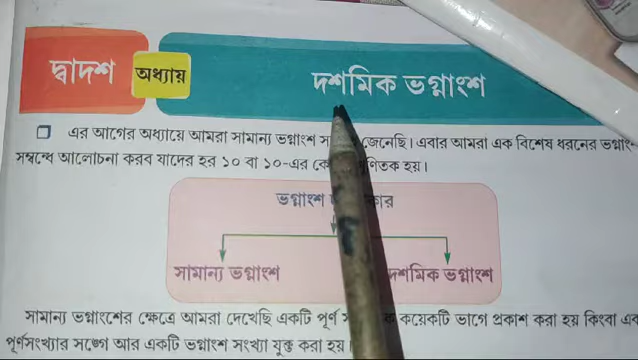 দ্বাদশ অধ্যায় দশমিক ভগ্নাংশ
এর আগের অধ্যায়ে আমরা সামান্য ভগ্নাংশ জেনেছি। এবার আমরা এক বিশেষ ধরনের
সম্বন্ধে আলোচনা করব যাদের হর ১০ বা ১০-এর হয়।
ভগ্নাংশ
সামান্য ভগ্নাংশ দশমিক ভগ্নাংশ
সামান্য ভগ্নাংশের ক্ষেত্রে আমরা দেখেছি একটি পূর্ণ কয়েকটি ভাগে প্রকাশ করা হয় কিংবা
পূর্ণসংখ্যার সঙ্গে আর একটি ভগ্নাংশ সংখ্যা যুক্ত করা হয়